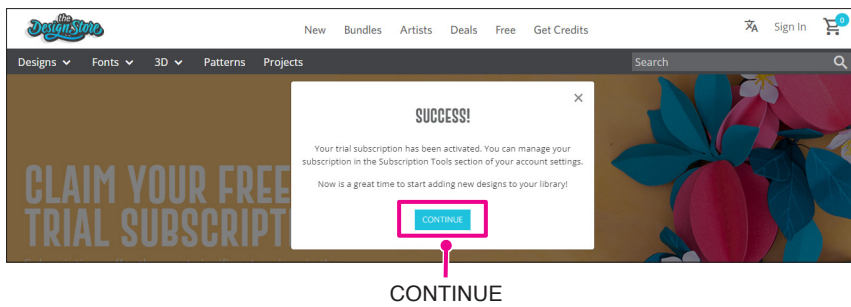 the
Design Store
New Bundles Artists Deals Free Get Credits
Sign In
0
Designs Fonts 3D Patterns Projects
Search
SUCCESS!
Your trial subscription has been activated. You can manage your
subscription in the Subscription Tools section of your account settings.
Now is a great time to start adding new designs to your library!
CONTINUE
CLAIM YOUR FREE
TRIAL SUBSCRIPT
CONTINUE